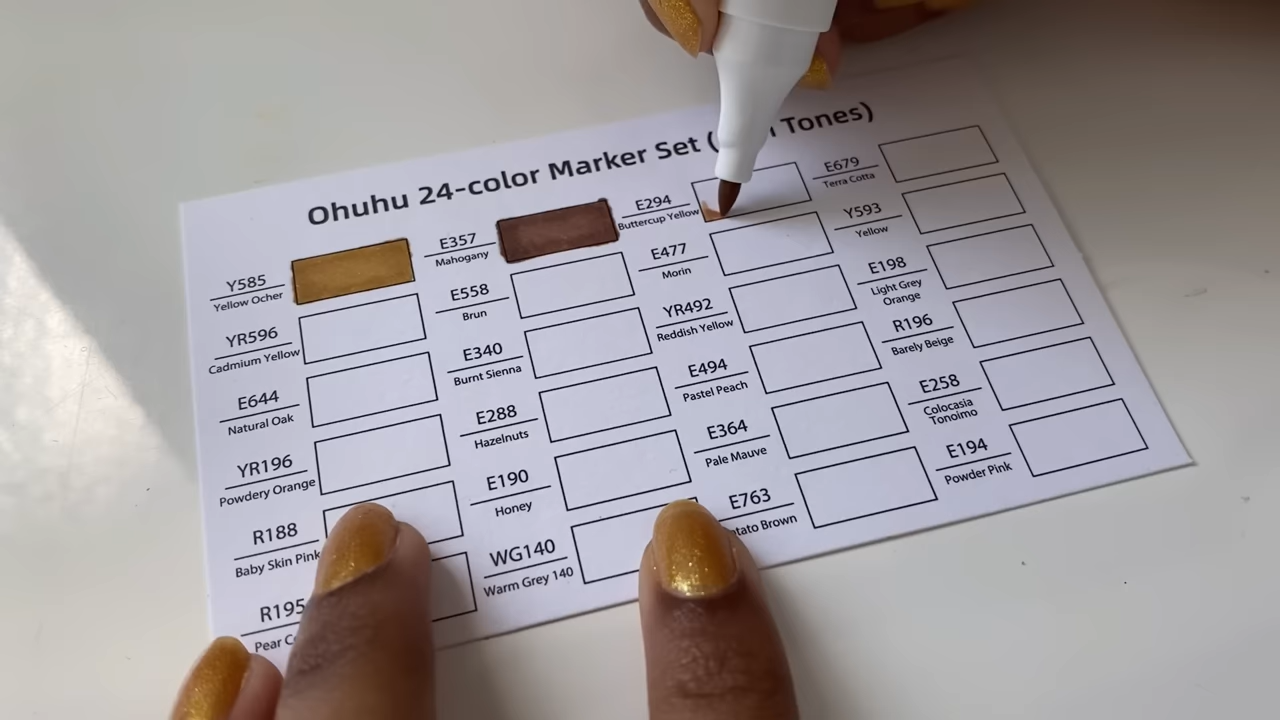 Ohuhu 24-color Marker Set ( Tones)
Y585
Yellow Ocher
YR596
Cadmium Yellow
E644
Natural Oak
YR196
Powdery Orange
R188
Baby Skin Pink
R195
Pear
E357
Mahogany
E558
Brun
E340
Burnt Sienna
E288
Hazelnuts
E190
Honey
WG140
Warm Grey 140
E294
Buttercup Yellow
E477
Morin
YR492
Reddish Yellow
E494
Pastel Peach
E364
Pale Mauve
E763
Brown
E679
Terra Cotta
Y593
Yellow
E198
Light Grey
Orange
R196
Barely Beige
E258
Colocasia
Tonoimo
E194
Powder Pink